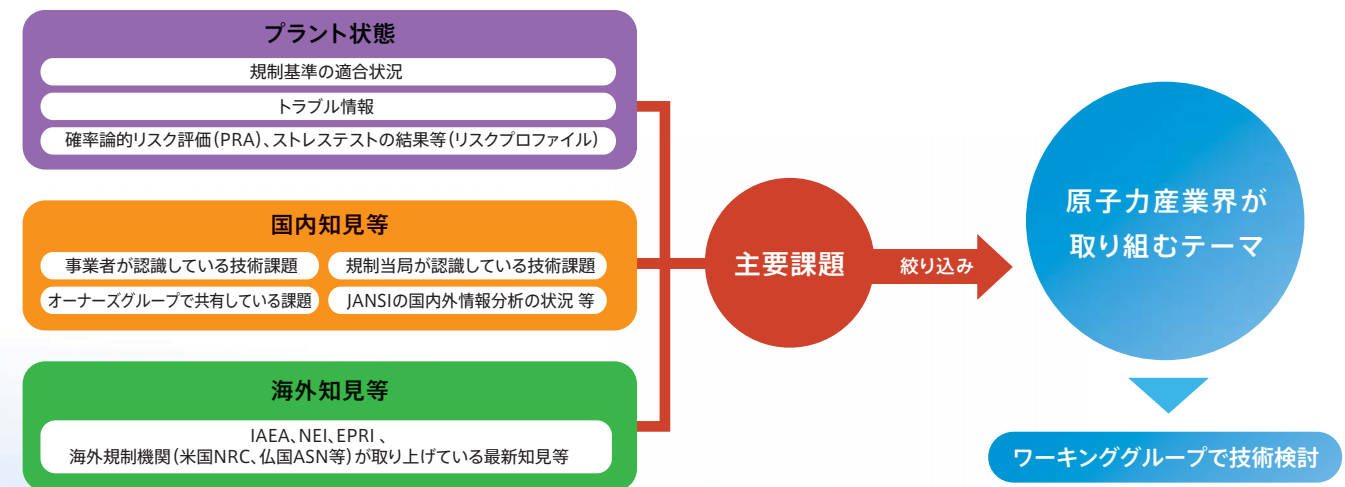 プラント状態
規制基準の適合状況
トラブル情報
確率論的リスク評価(PRA)、ストレステストの結果等(リスクプロファイル)
国内知見等
事業者が認識している技術課題
規制当局が認識している技術課題
オーナーズグループで共有している課題
JANSIの国内外情報分析の状況 等
海外知見等
IAEA、NEI、EPRI 、
海外規制機関(米国NRC、仏国ASN等)が取り上げている最新知見等
主要課題
絞り込み
原子力産業界が
取り組むテーマ
ワーキンググループで技術検討